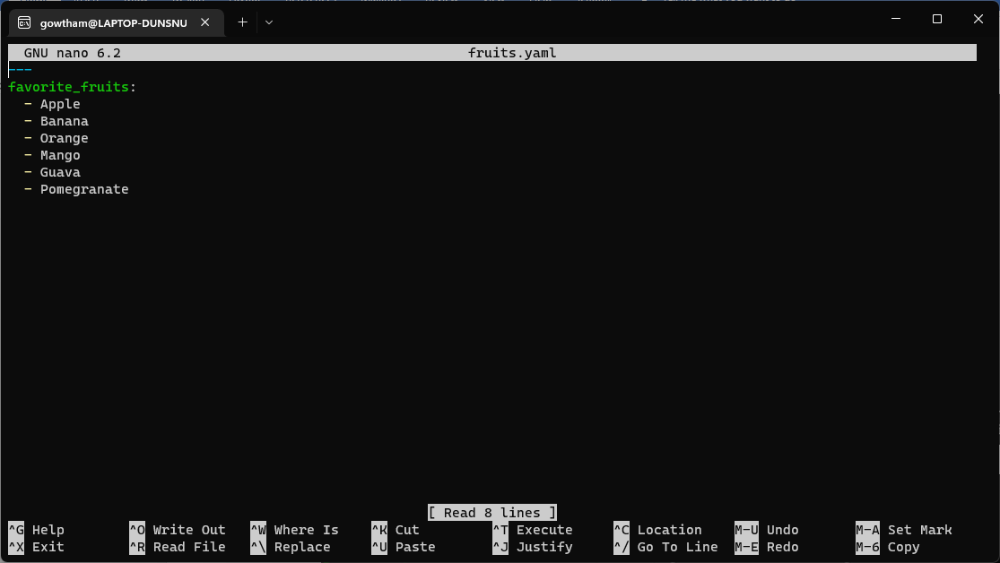 gowtham@LAPTOP-DUNSNU
GNU nano 6.2 fruits.yaml
---
favorite_fruits:
  - Apple
  - Banana
  - Orange
  - Mango
  - Guava
  - Pomegranate
[ Read 8 lines ]
^G Help ^O Write Out ^W Where Is ^K Cut ^T Execute ^C Location M-U Undo M-A Set Mark
^X Exit ^R Read File ^\ Replace ^U Paste ^J Justify ^/ Go To Line M-E Redo M-6 Copy